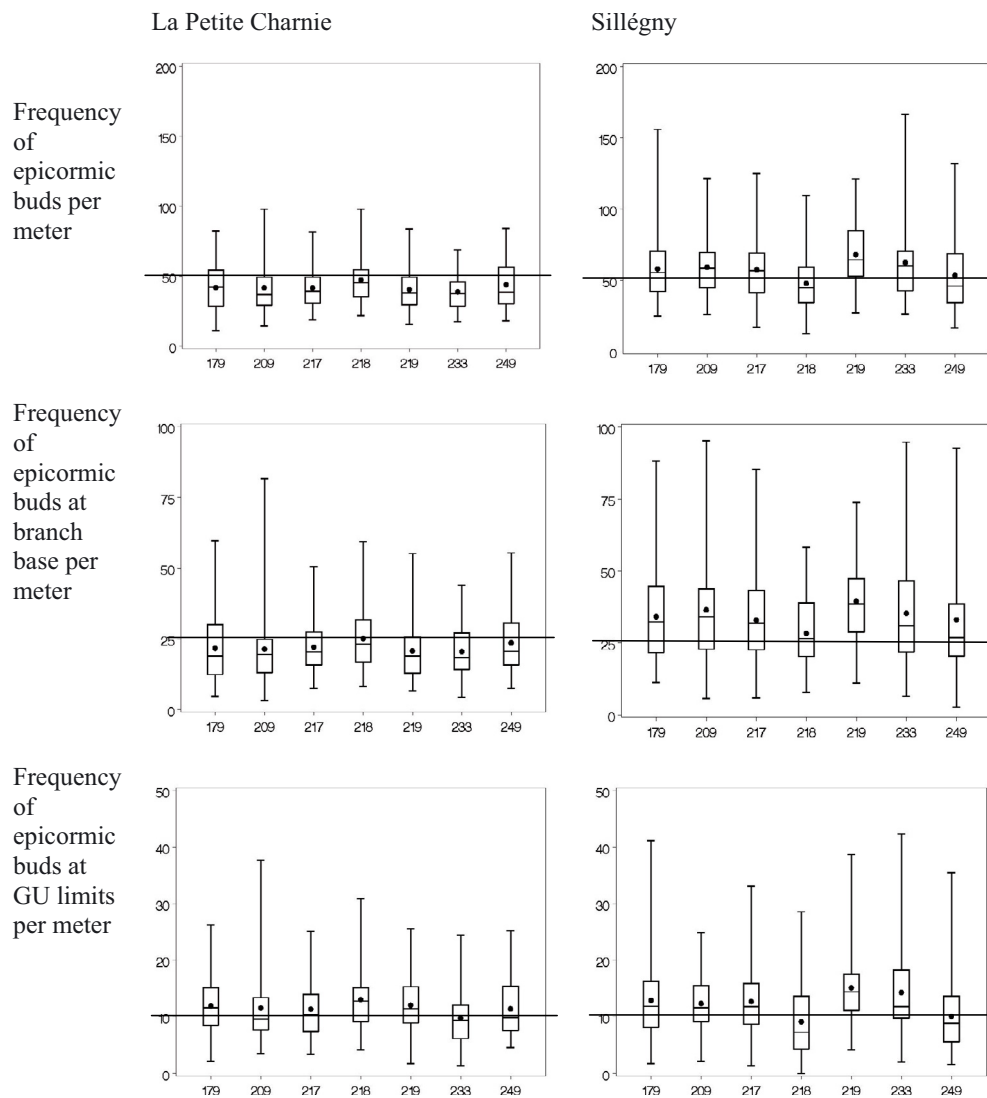 La Petite Charnie
Sillégny
Frequency
of
epicormic
buds per
meter
200
150
100
50
0
179 209 217 218 219 233 249
200
150
100
50
0
179 209 217 218 219 233 249
Frequency
of
epicormic
buds at
branch
base per
meter
100
75
50
25
0
179 209 217 218 219 233 249
100
75
50
25
0
179 209 217 218 219 233 249
Frequency
of
epicormic
buds at
GU limits
per meter
50
40
30
20
10
0
179 209 217 218 219 233 249
50
40
30
20
10
0
179 209 217 218 219 233 249